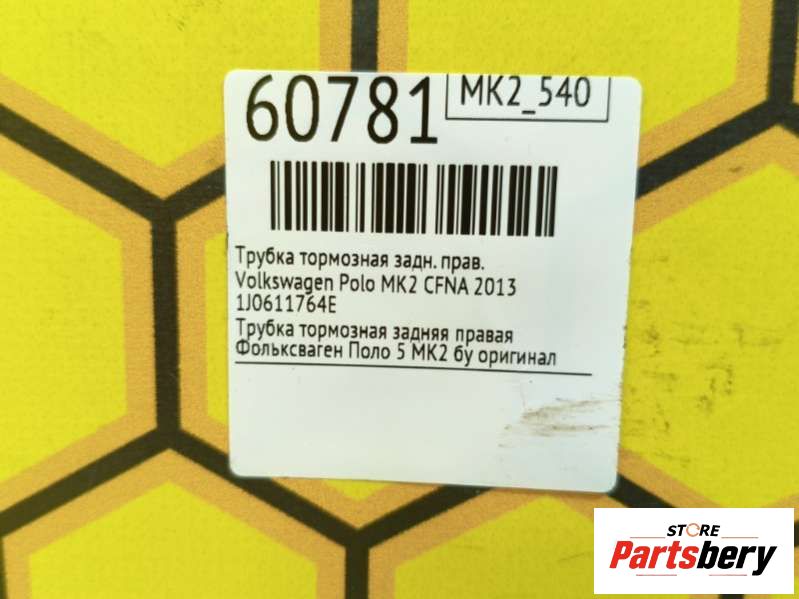 60781
MK2_540
Трубка тормозная задн. прав.
Volkswagen Polo MK2 CFNA 2013
1J0611764E
Трубка тормозная задняя правая
Фольксваген Поло 5 МК2 бу оригинал
STORE
Partsbery